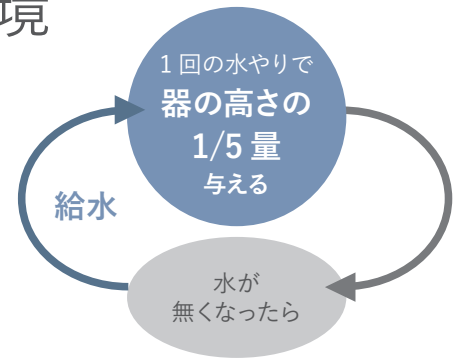 境
1回の水やりで
器の高さの
1/5量
与える
給水
水が
無くなったら